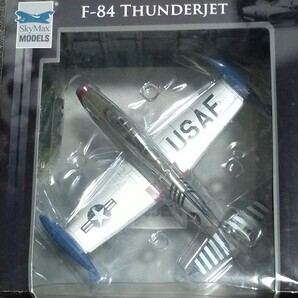 SkyMax
MODELS
F-84 THUNDERJET
USAF